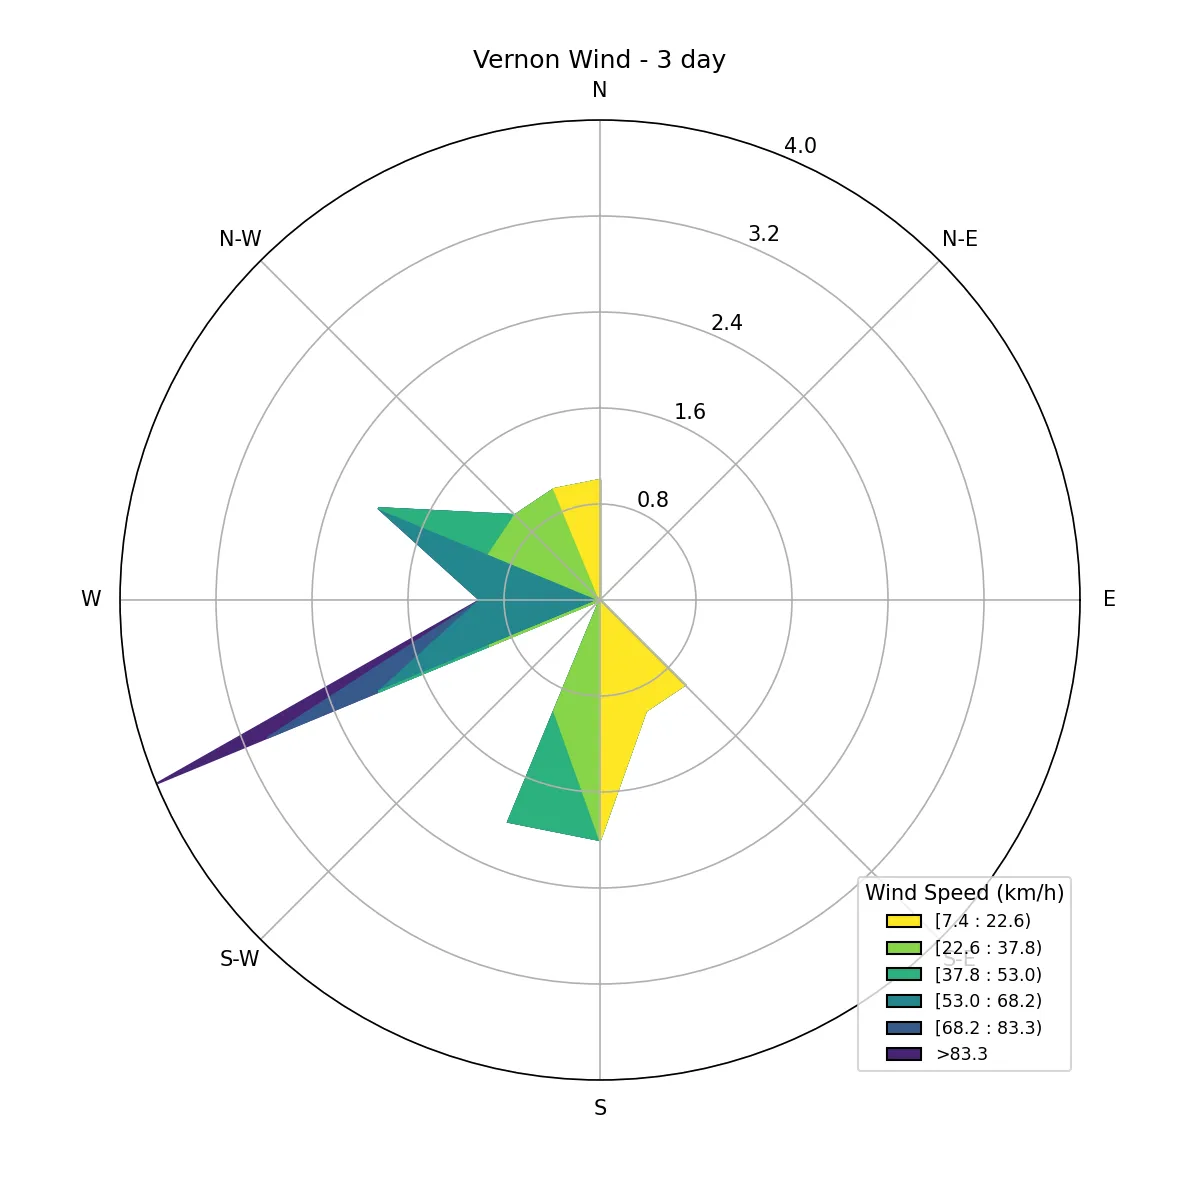 Vernon Wind - 3 day
N
4.0
N-W
3.2
N-E
2.4
1.6
0.8
W
E
S-W
S-E
S
Wind Speed (km/h)
[7.4 : 22.6)
[22.6 : 37.8)
[37.8 : 53.0)
[53.0 : 68.2)
[68.2 : 83.3)
>83.3